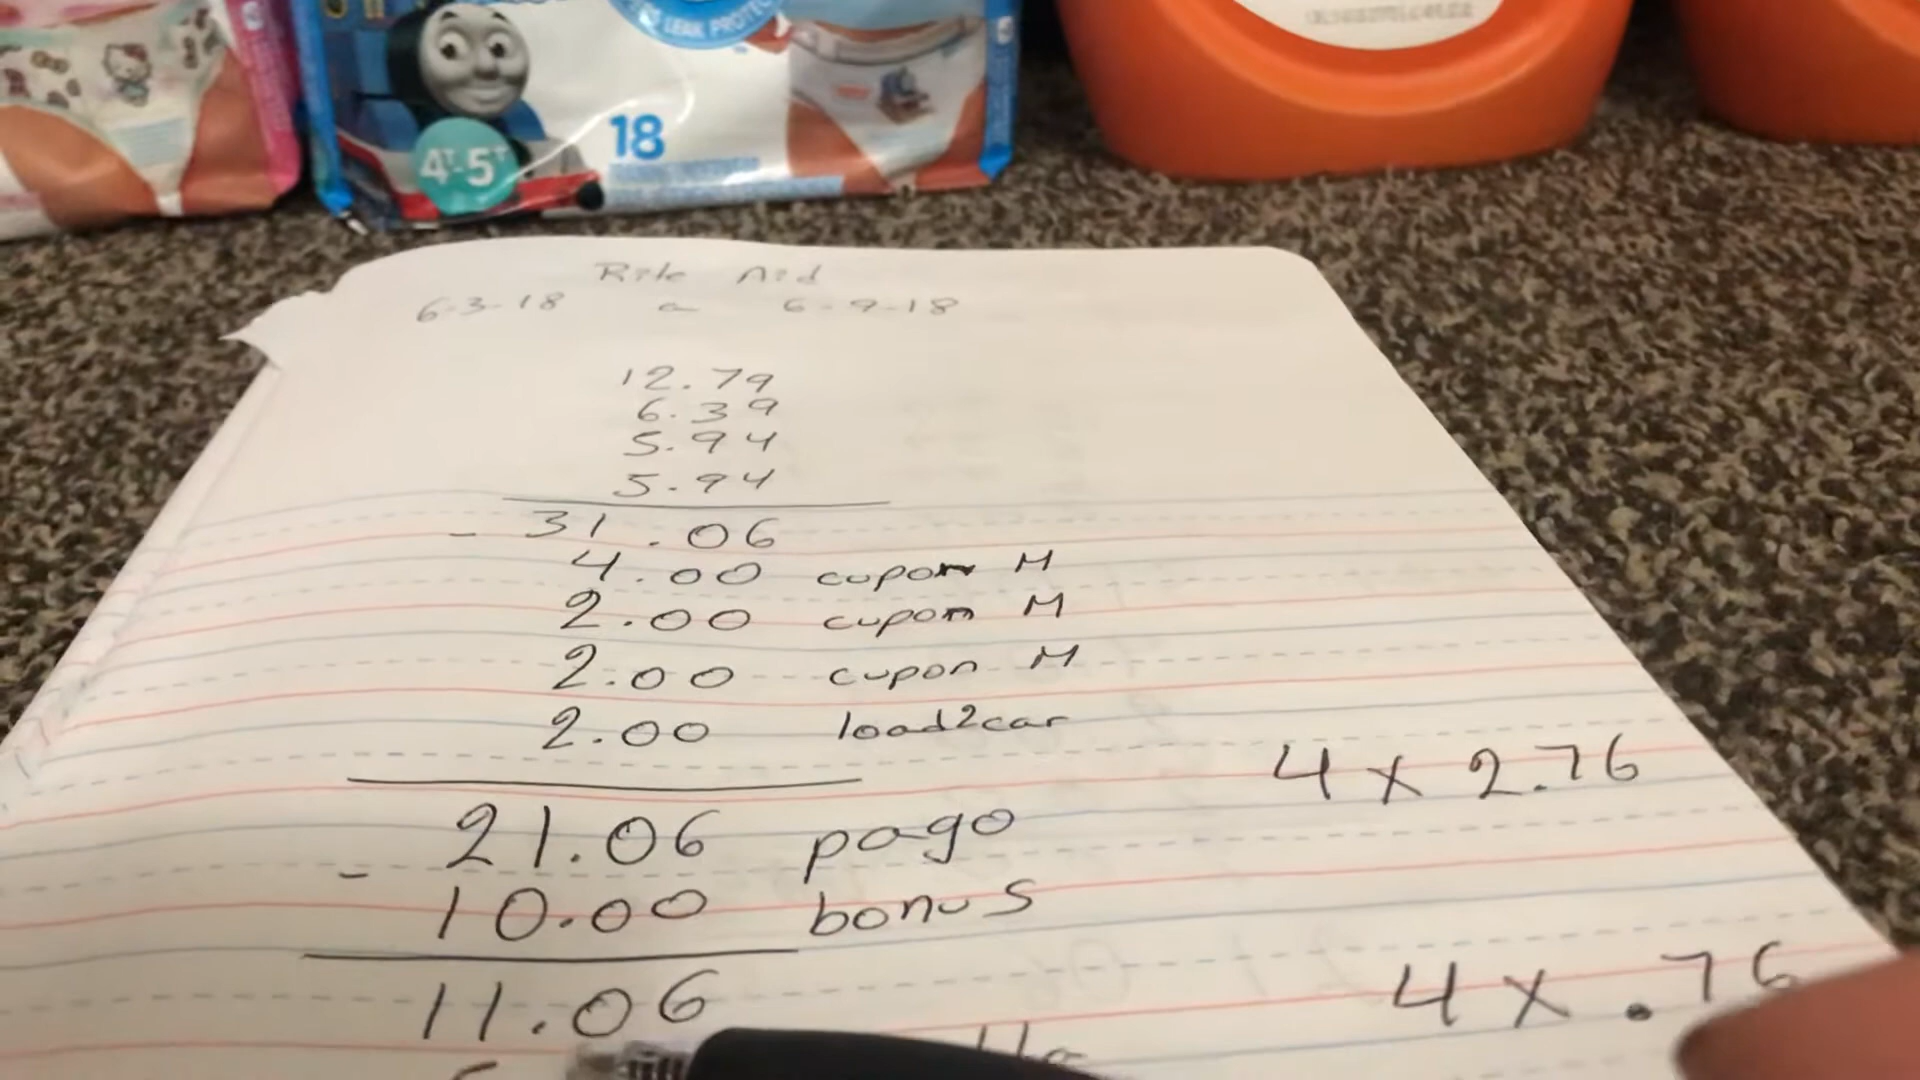 LEAK PROTEC
18
4T-5T
Rite Aid
6-3-18 a 6-9-18
12.79
6.39
5.94
5.94
- 31.06
4.00 cupon M
2.00 cupon M
2.00 cupon M
2.00 load2car
4 x 2.76
21.06 pago
- 10.00 bonus
11.06
4 x .76